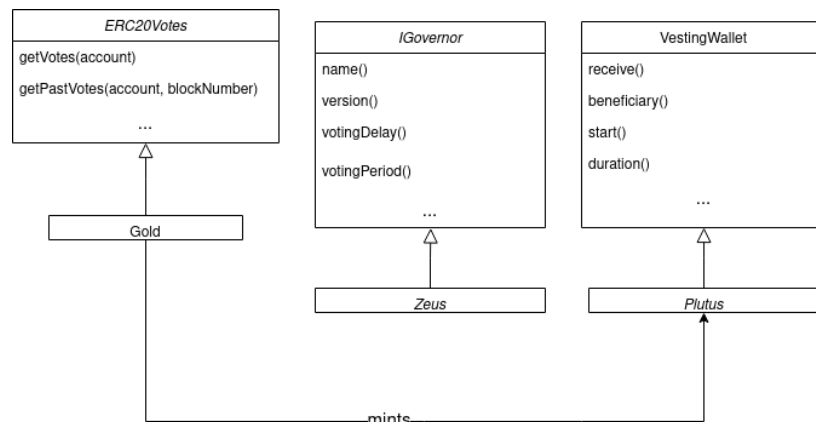 ERC20Votes
getVotes(account)
getPastVotes(account, blockNumber)
...
Gold
IGovernor
name()
version()
votingDelay()
votingPeriod()
...
Zeus
VestingWallet
receive()
beneficiary()
start()
duration()
...
Plutus
mints